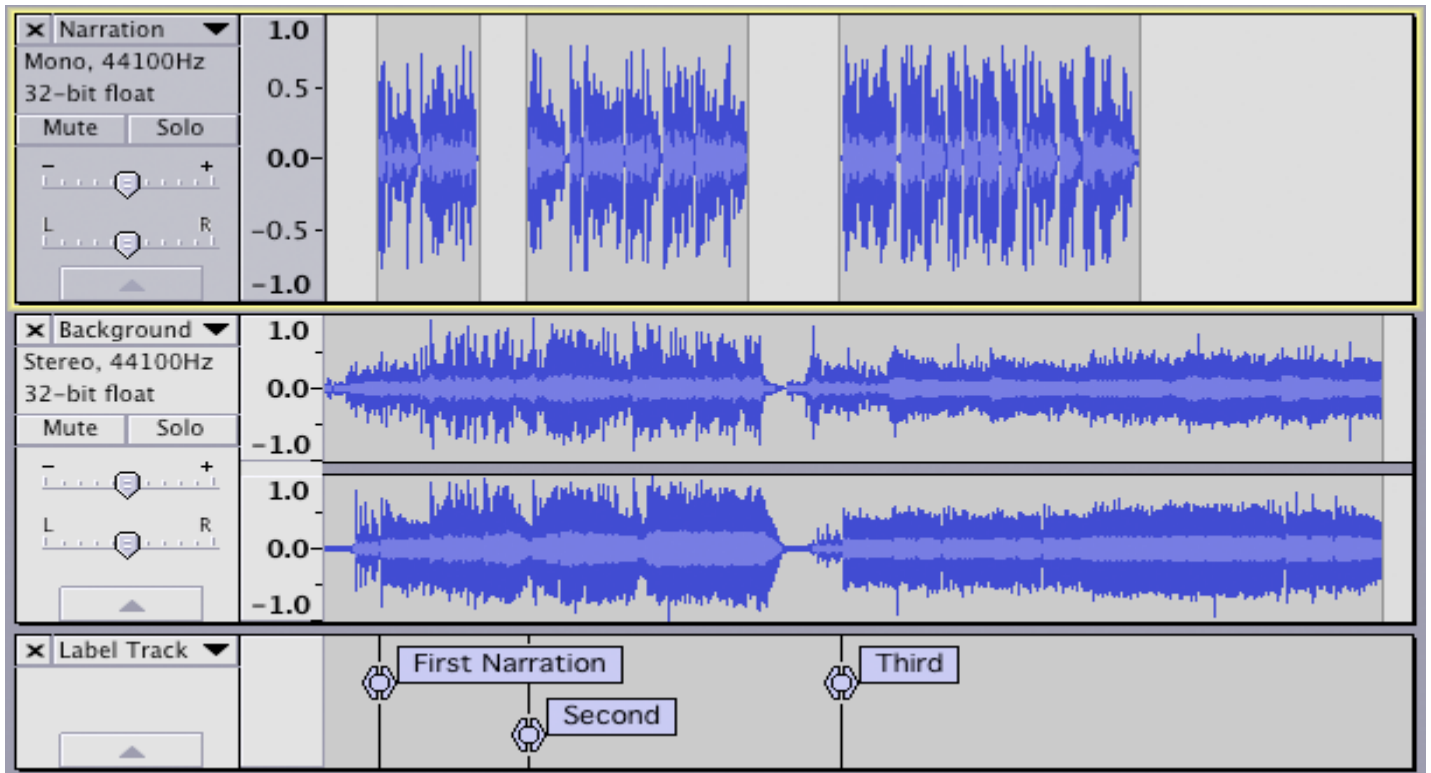 × Narration
Mono, 44100Hz
32-bit float
Mute Solo
- +
L R
1.0
0.5
0.0
-0.5
-1.0
× Background
Stereo, 44100Hz
32-bit float
Mute Solo
- +
L R
1.0
0.0
-1.0
1.0
0.0
-1.0
× Label Track
First Narration
Second
Third